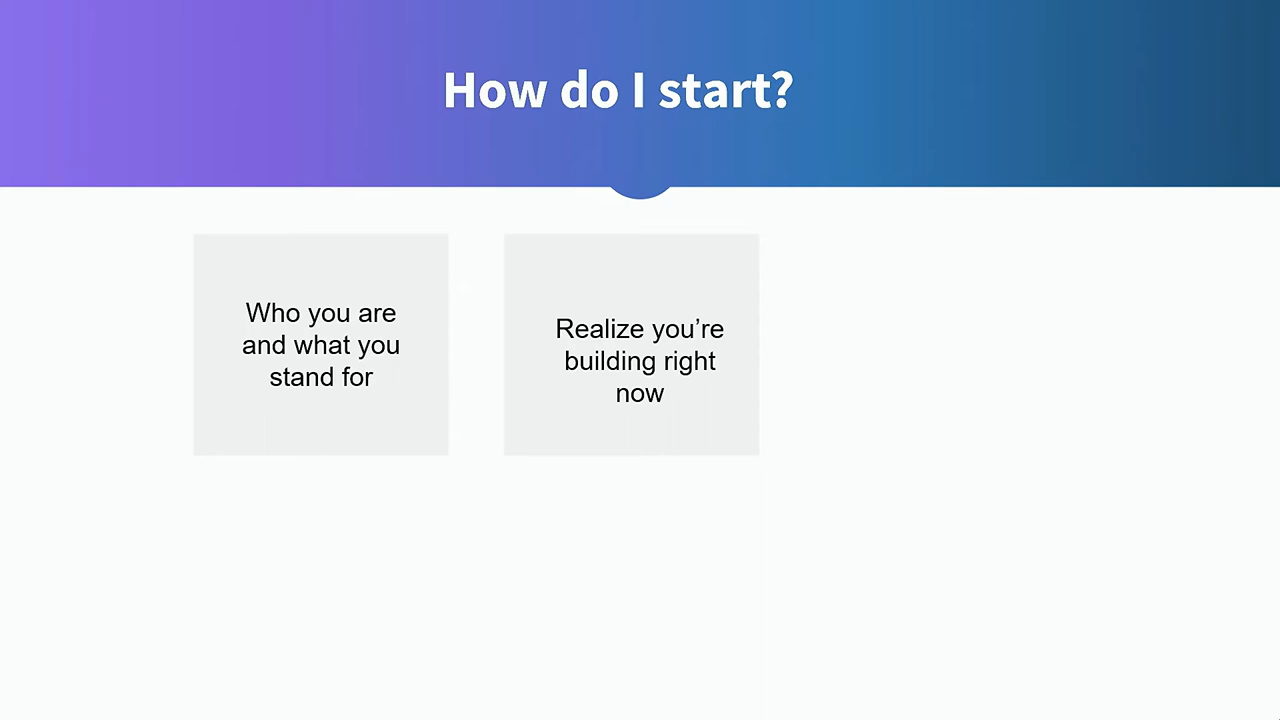 How do I start?
Who you are
and what you
stand for
Realize you’re
building right
now